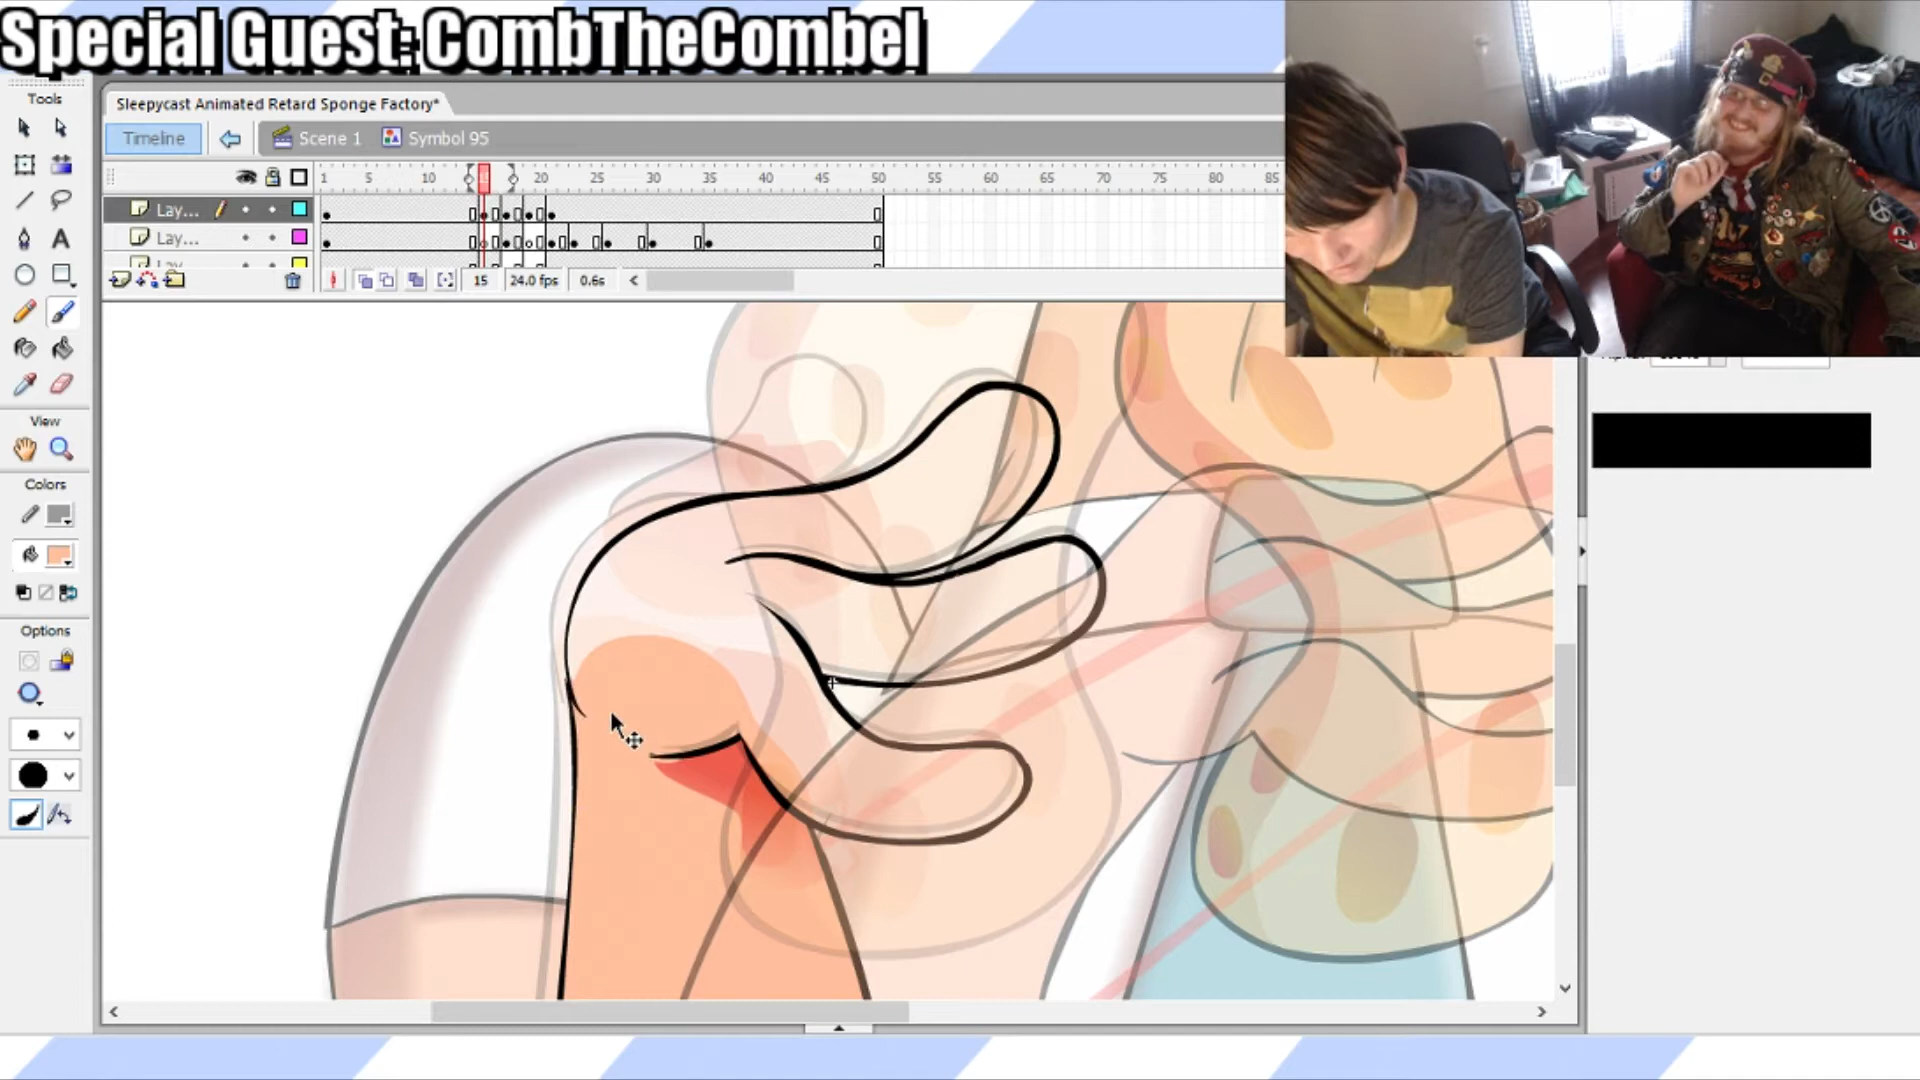 Special Guest: CombTheCombel
Tools
Sleepycast Animated Retard Sponge Factory*
Timeline
Scene 1
Symbol 95
1 5 10 15 20 25 30 35 40 45 50 55 60 65 70 75 80 85
Lay...
Lay...
15
24.0 fps
0.6s
View
Colors
Options